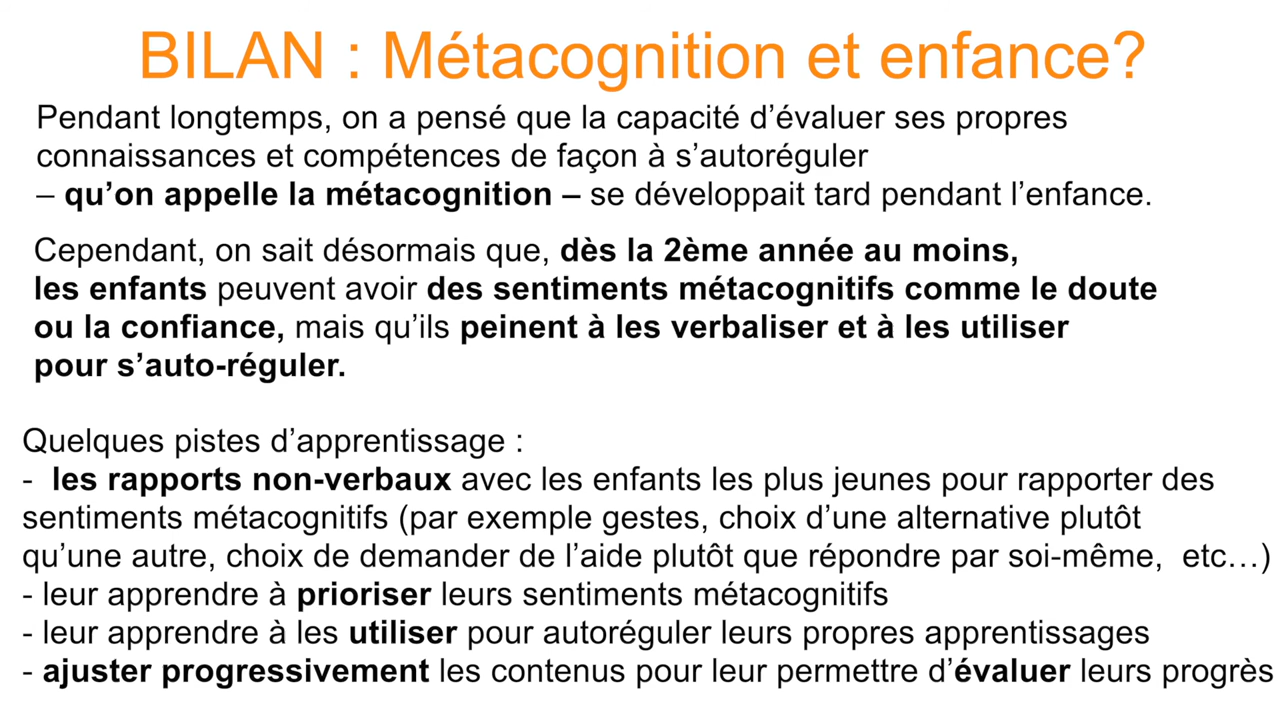 BILAN : Métacognition et enfance?
Pendant longtemps, on a pensé que la capacité d’évaluer ses propres
connaissances et compétences de façon à s’autoréguler
– qu’on appelle la métacognition – se développait tard pendant l’enfance.
Cependant, on sait désormais que, dès la 2ème année au moins,
les enfants peuvent avoir des sentiments métacognitifs comme le doute
ou la confiance, mais qu’ils peinent à les verbaliser et à les utiliser
pour s’auto-réguler.
Quelques pistes d’apprentissage :
- les rapports non-verbaux avec les enfants les plus jeunes pour rapporter des
sentiments métacognitifs (par exemple gestes, choix d’une alternative plutôt
qu’une autre, choix de demander de l’aide plutôt que répondre par soi-même, etc…)
- leur apprendre à prioriser leurs sentiments métacognitifs
- leur apprendre à les utiliser pour autoréguler leurs propres apprentissages
- ajuster progressivement les contenus pour leur permettre d’évaluer leurs progrès